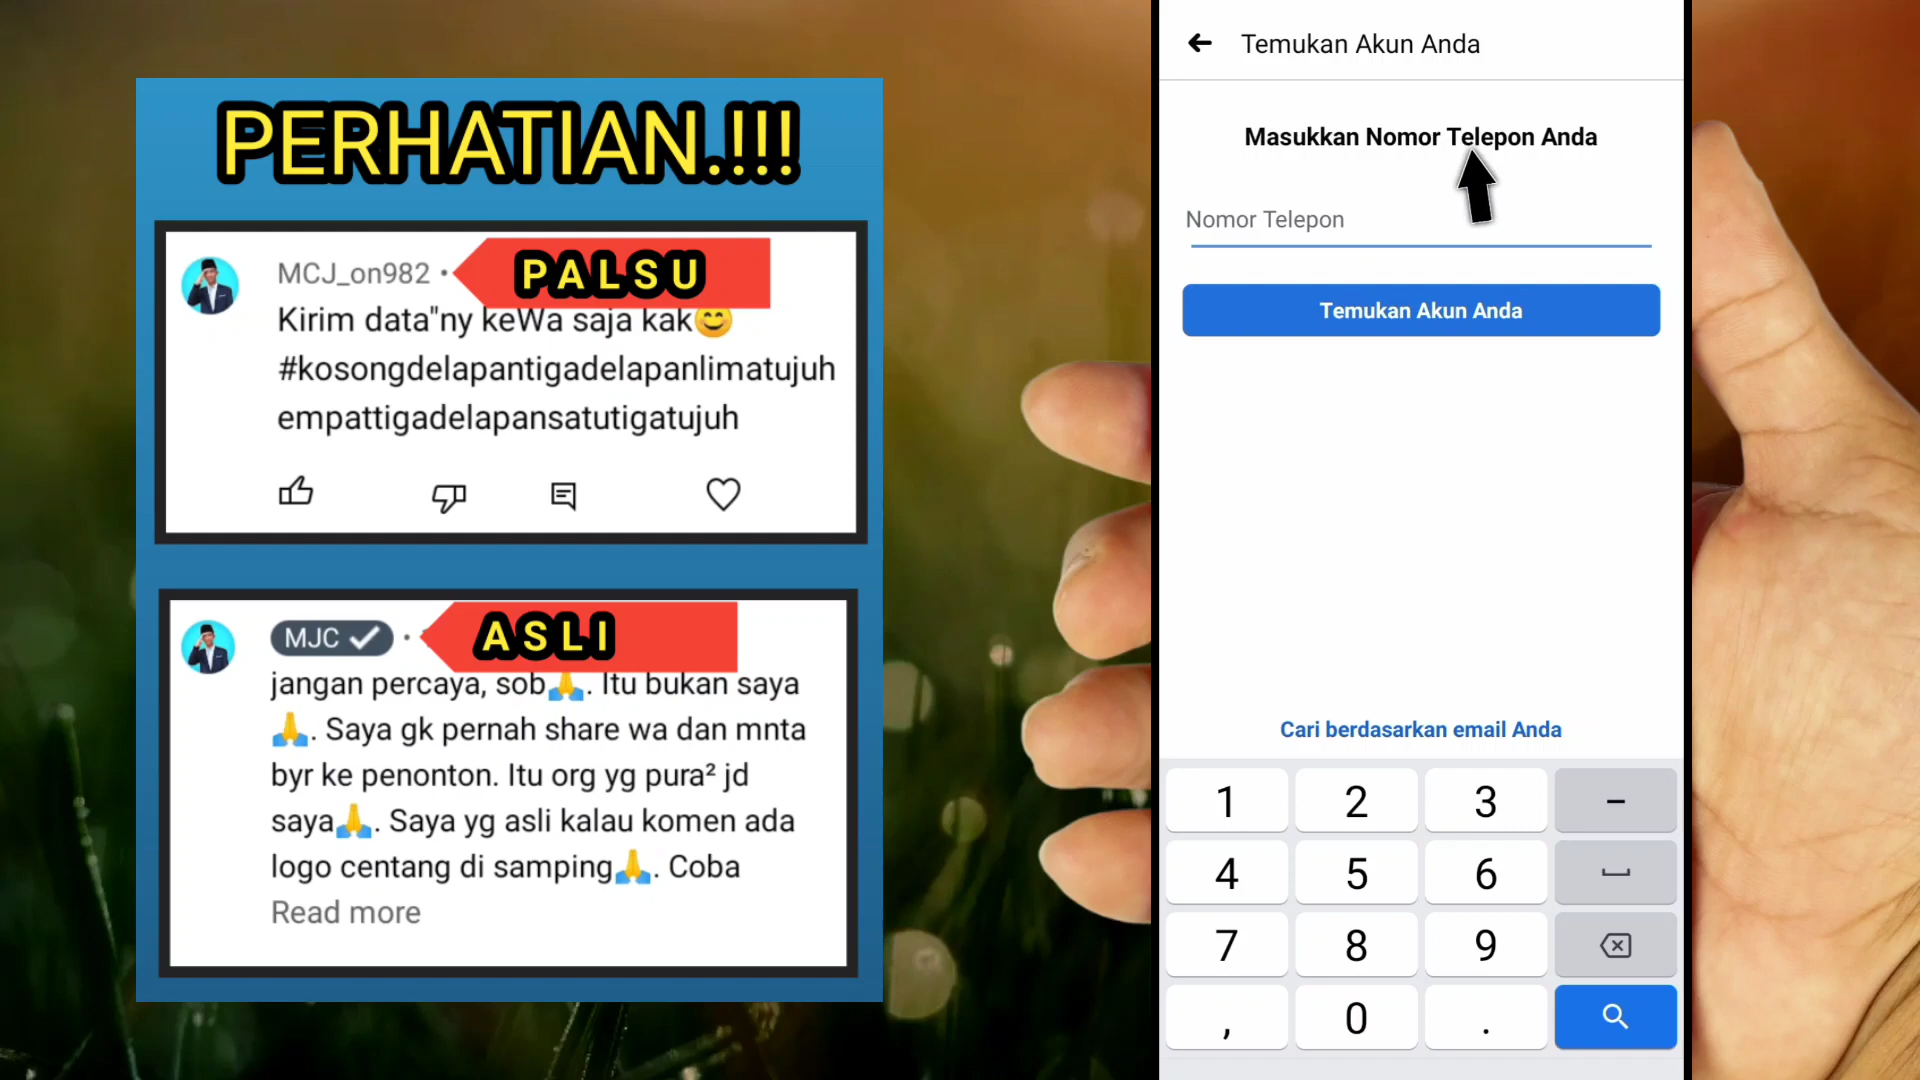 PERHATIAN.!!!
MCJ_on982 •
PALSU
Kirim data"ny keWa saja kak😊
#kosongdelapantigadelapanlimatujuh
empattigadelapansatutigatujuh
MJC ✓ •
ASLI
jangan percaya, sob🙏. Itu bukan saya
🙏. Saya gk pernah share wa dan mnta
byr ke penonton. Itu org yg pura² jd
saya🙏. Saya yg asli kalau komen ada
logo centang di samping🙏. Coba
Read more
Temukan Akun Anda
Masukkan Nomor Telepon Anda
Nomor Telepon
Temukan Akun Anda
Cari berdasarkan email Anda
1 2 3 –
4 5 6
7 8 9
, 0 .